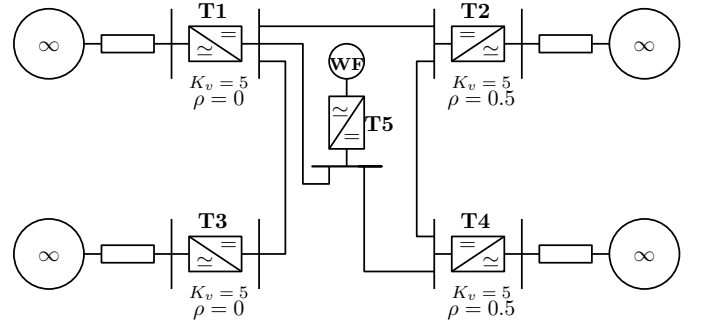 T1
T2
∞
≃ =
= ≃
∞
WF
K_v = 5
ρ = 0
K_v = 5
ρ = 0.5
≃
=
T5
T3
T4
∞
= ≃
= ≃
∞
K_v = 5
ρ = 0
K_v = 5
ρ = 0.5